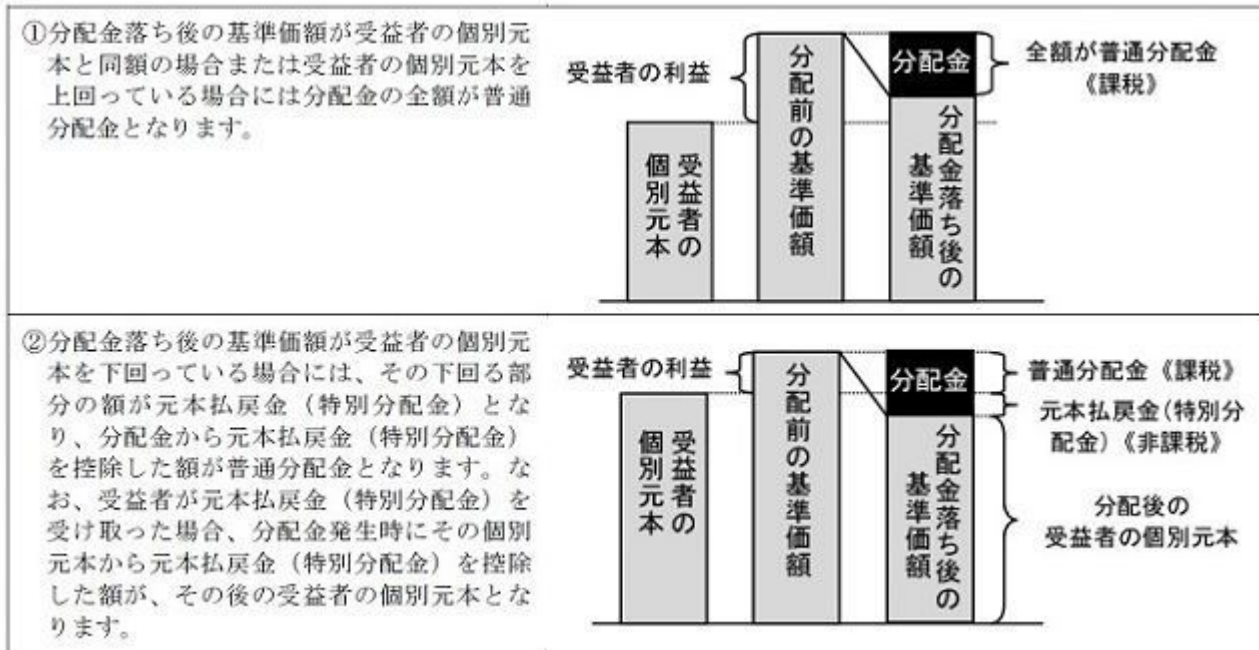 ①分配金落ち後の基準価額が受益者の個別元
本と同額の場合または受益者の個別元本を
上回っている場合には分配金の全額が普通
分配金となります。
受益者の利益
受益者の
個別元本
分配前の基準価額
分配金
分配金落ち後の
基準価額
全額が普通分配金
《課税》
②分配金落ち後の基準価額が受益者の個別元
本を下回っている場合には、その下回る部
分の額が元本払戻金（特別分配金）とな
り、分配金から元本払戻金（特別分配金）
を控除した額が普通分配金となります。な
お、受益者が元本払戻金（特別分配金）を
受け取った場合、分配金発生時にその個別
元本から元本払戻金（特別分配金）を控除
した額が、その後の受益者の個別元本とな
ります。
受益者の利益
受益者の
個別元本
分配前の基準価額
分配金
分配金落ち後の
基準価額
普通分配金《課税》
元本払戻金（特別分
配金）《非課税》
分配後の
受益者の個別元本